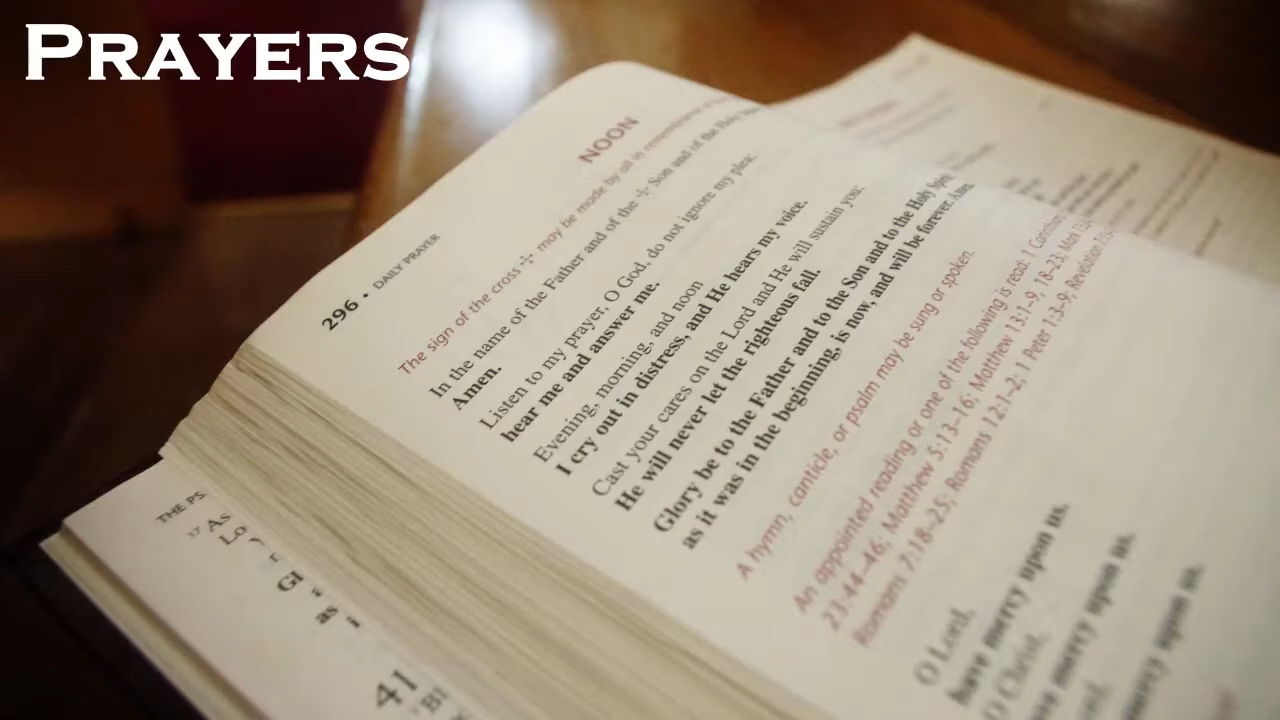 PRAYERS
296 • DAILY PRAYER
NOON
The sign of the cross ✢ may be made by all in remembrance of
In the name of the Father and of the ✢ Son and of the Holy
Amen.
Listen to my prayer, O God, do not ignore my plea;
hear me and answer me.
Evening, morning, and noon
I cry out in distress, and He hears my voice.
Cast your cares on the Lord and He will sustain you;
He will never let the righteous fall.
Glory be to the Father and to the Son and to the Holy Spirit;
as it was in the beginning, is now, and will be forever. Amen.
A hymn, canticle, or psalm may be sung or spoken.
An appointed reading or one of the following is read: 1
23:44–46; Matthew 5:13–16; Matthew 13:1–9, 18–23; Mark
Romans 7:18–25; Romans 12:1–2; 1 Peter 1:3–9; Revelation
O Lord,
have mercy upon us.
O Christ,
mercy upon us.
mercy upon us.
THE PS
17 As
Lo
Gl
as
41